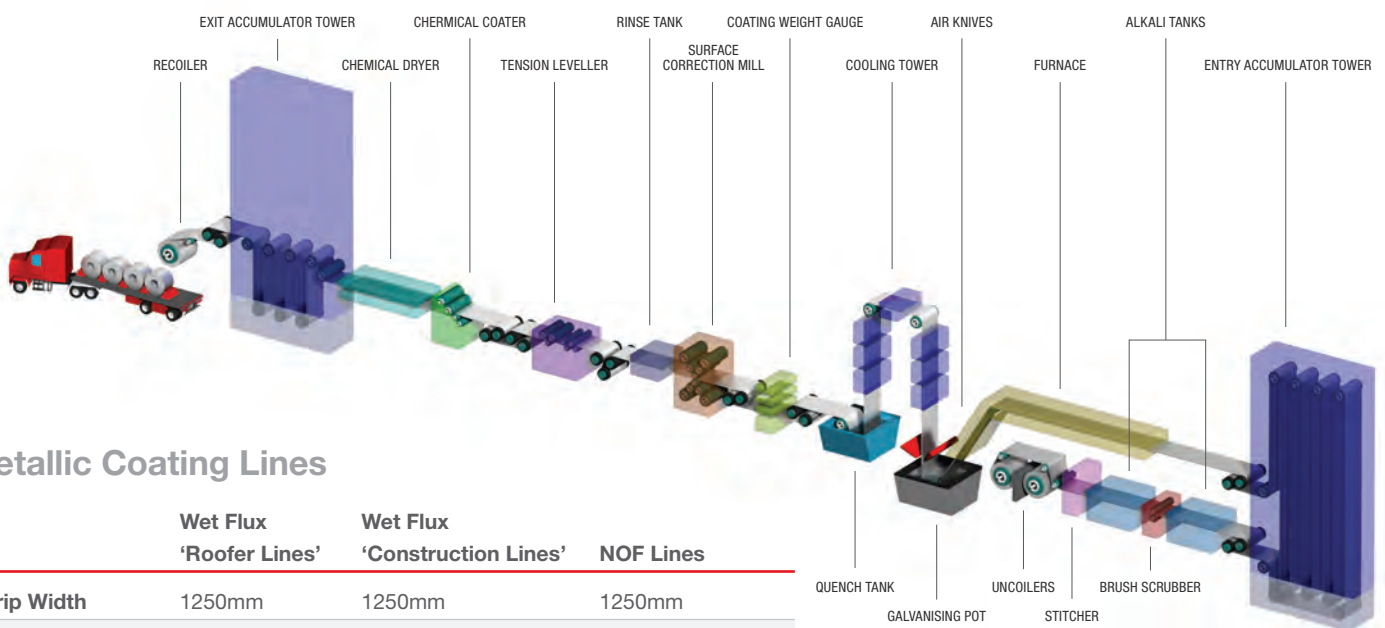 EXIT ACCUMULATOR TOWER
CHERMICAL COATER
RINSE TANK
COATING WEIGHT GAUGE
AIR KNIVES
ALKALI TANKS
RECOILER
CHEMICAL DRYER
TENSION LEVELLER
SURFACE
CORRECTION MILL
COOLING TOWER
FURNACE
ENTRY ACCUMULATOR TOWER
etallic Coating Lines
Wet Flux
'Roofer Lines'
Wet Flux
'Construction Lines'
NOF Lines
rip Width 1250mm 1250mm 1250mm
QUENCH TANK
UNCOILERS
BRUSH SCRUBBER
GALVANISING POT
STITCHER